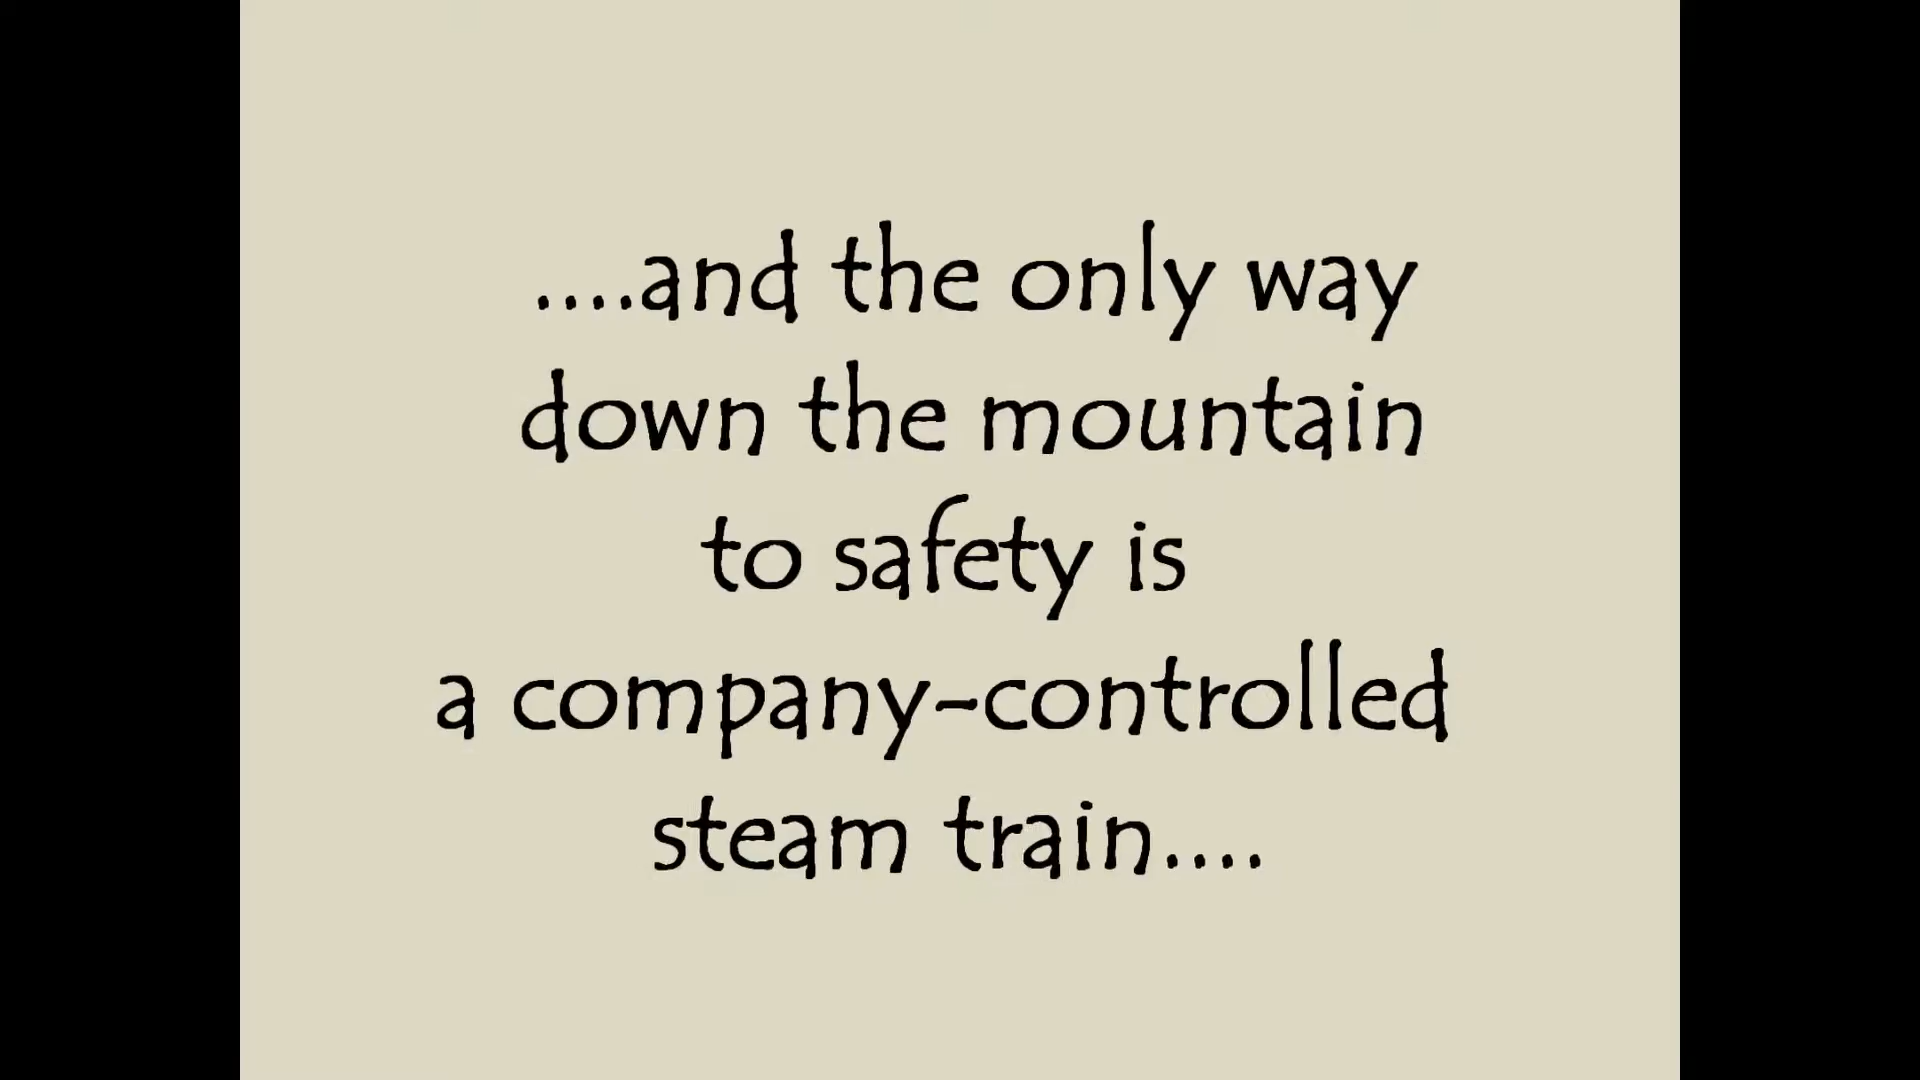 ....and the only way
down the mountain
to safety is
a company-controlled
steam train....